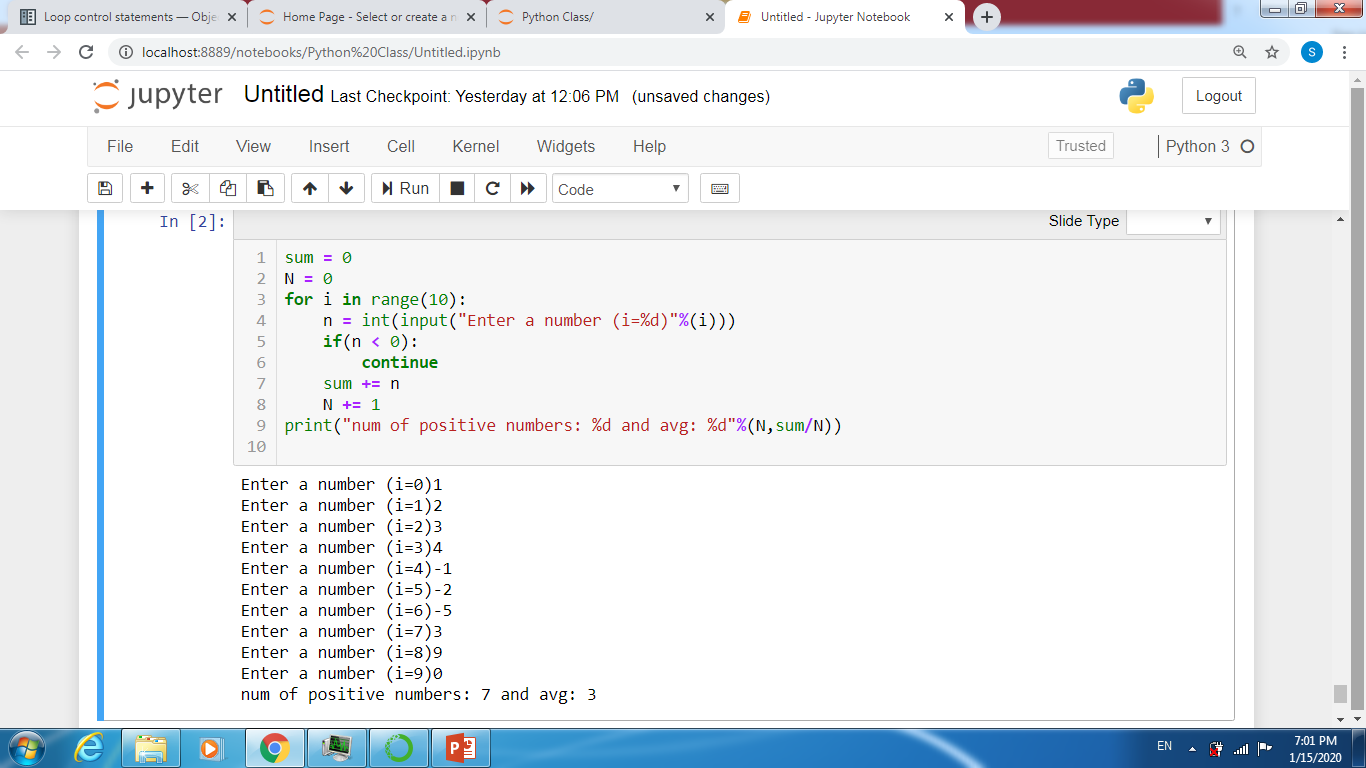 Loop control statements — Obje
Home Page - Select or create a n
Python Class/
Untitled - Jupyter Notebook
localhost:8889/notebooks/Python%20Class/Untitled.ipynb
S
jupyter Untitled Last Checkpoint: Yesterday at 12:06 PM (unsaved changes)
Logout
File Edit View Insert Cell Kernel Widgets Help
Trusted
Python 3
Run
Code
In [2]:
Slide Type
1 sum = 0
2 N = 0
3 for i in range(10):
4     n = int(input("Enter a number (i=%d)"%(i)))
5     if(n < 0):
6         continue
7     sum += n
8     N += 1
9 print("num of positive numbers: %d and avg: %d"%(N,sum/N))
10
Enter a number (i=0)1
Enter a number (i=1)2
Enter a number (i=2)3
Enter a number (i=3)4
Enter a number (i=4)-1
Enter a number (i=5)-2
Enter a number (i=6)-5
Enter a number (i=7)3
Enter a number (i=8)9
Enter a number (i=9)0
num of positive numbers: 7 and avg: 3
EN
7:01 PM
1/15/2020